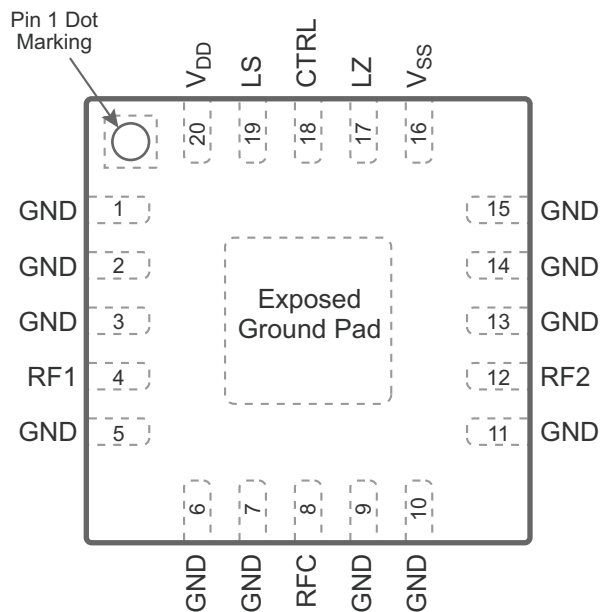 Pin 1 Dot
Marking
VDD
LS
CTRL
LZ
VSS
20
19
18
17
16
GND 1
15 GND
GND 2
14 GND
GND 3
13 GND
RF1 4
12 RF2
GND 5
11 GND
Exposed
Ground Pad
6
7
8
9
10
GND
GND
RFC
GND
GND